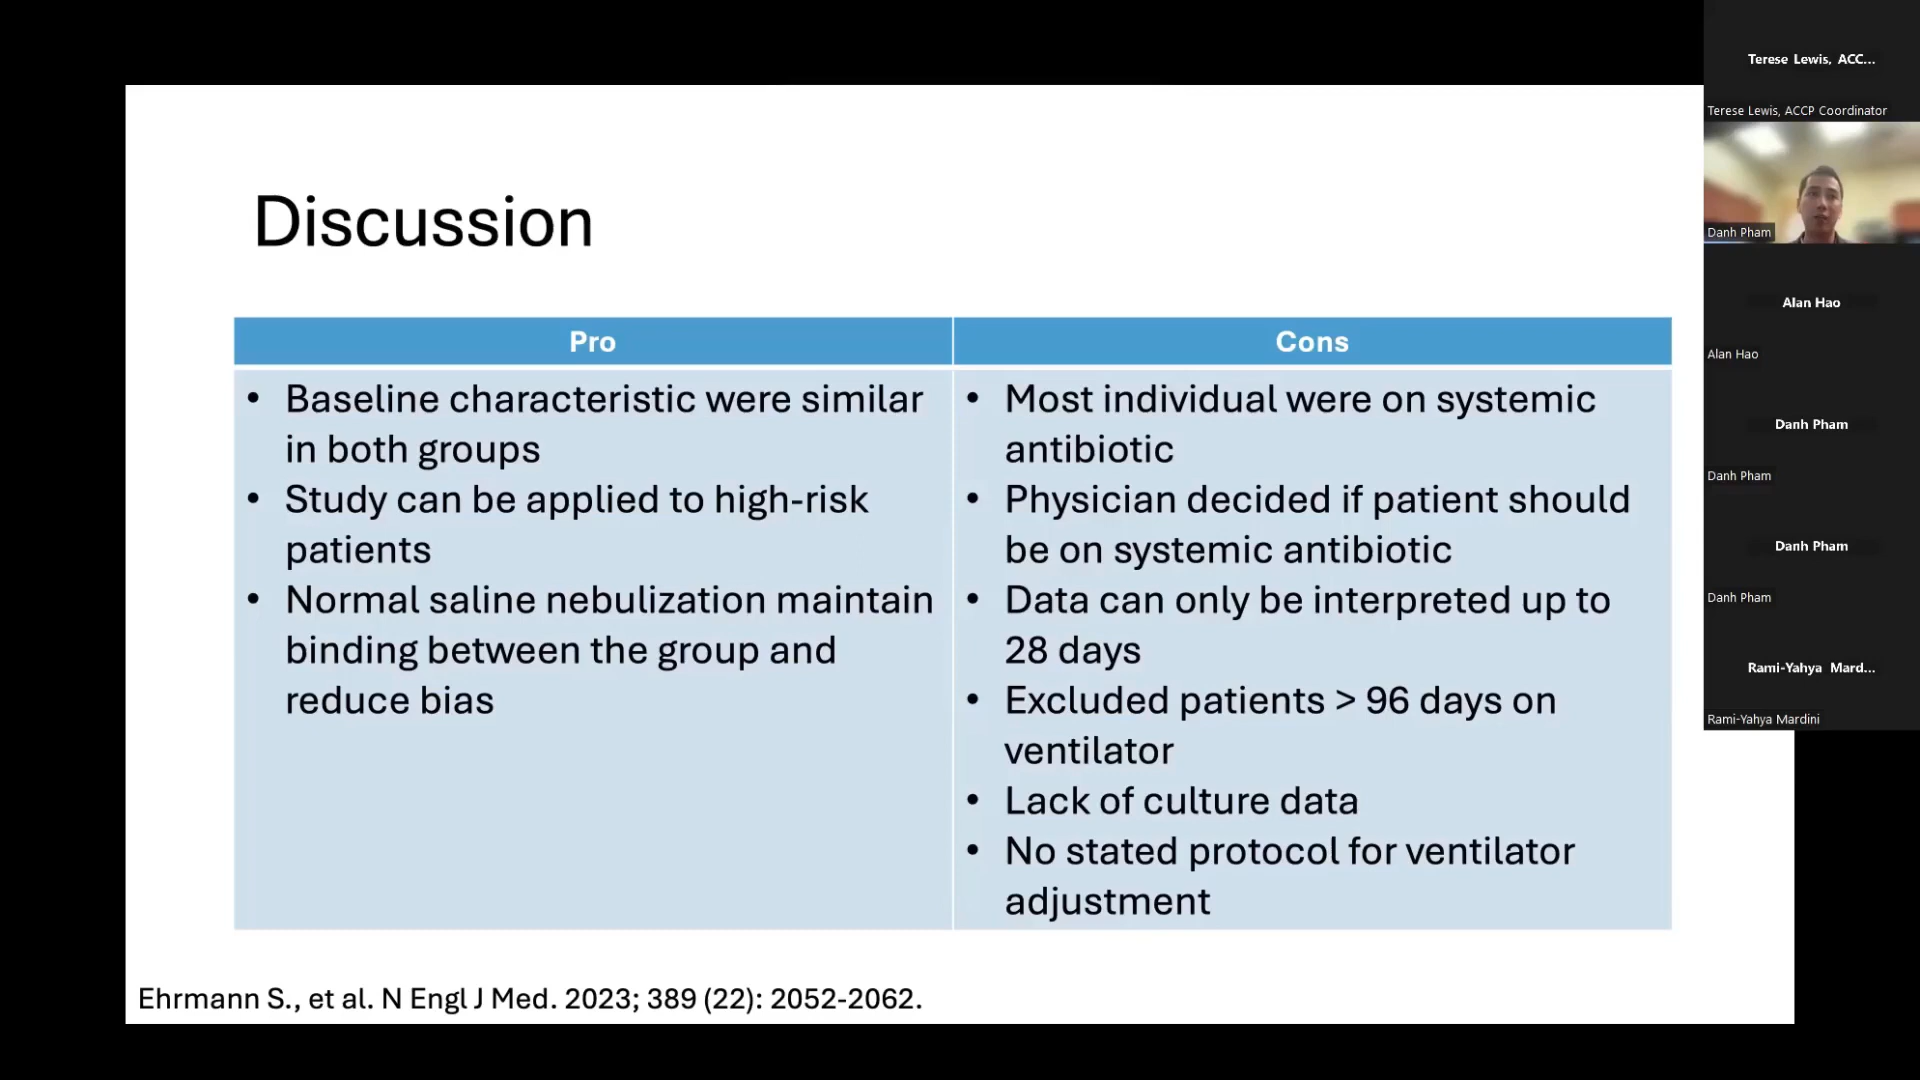 Discussion
Pro
Cons
• Baseline characteristic were similar
in both groups
• Study can be applied to high-risk
patients
• Normal saline nebulization maintain
binding between the group and
reduce bias
• Most individual were on systemic
antibiotic
• Physician decided if patient should
be on systemic antibiotic
• Data can only be interpreted up to
28 days
• Excluded patients > 96 days on
ventilator
• Lack of culture data
• No stated protocol for ventilator
adjustment
Ehrmann S., et al. N Engl J Med. 2023; 389 (22): 2052-2062.
Terese Lewis, ACC...
Terese Lewis, ACCP Coordinator
Danh Pham
Alan Hao
Alan Hao
Danh Pham
Danh Pham
Danh Pham
Danh Pham
Rami-Yahya Mard...
Rami-Yahya Mardini